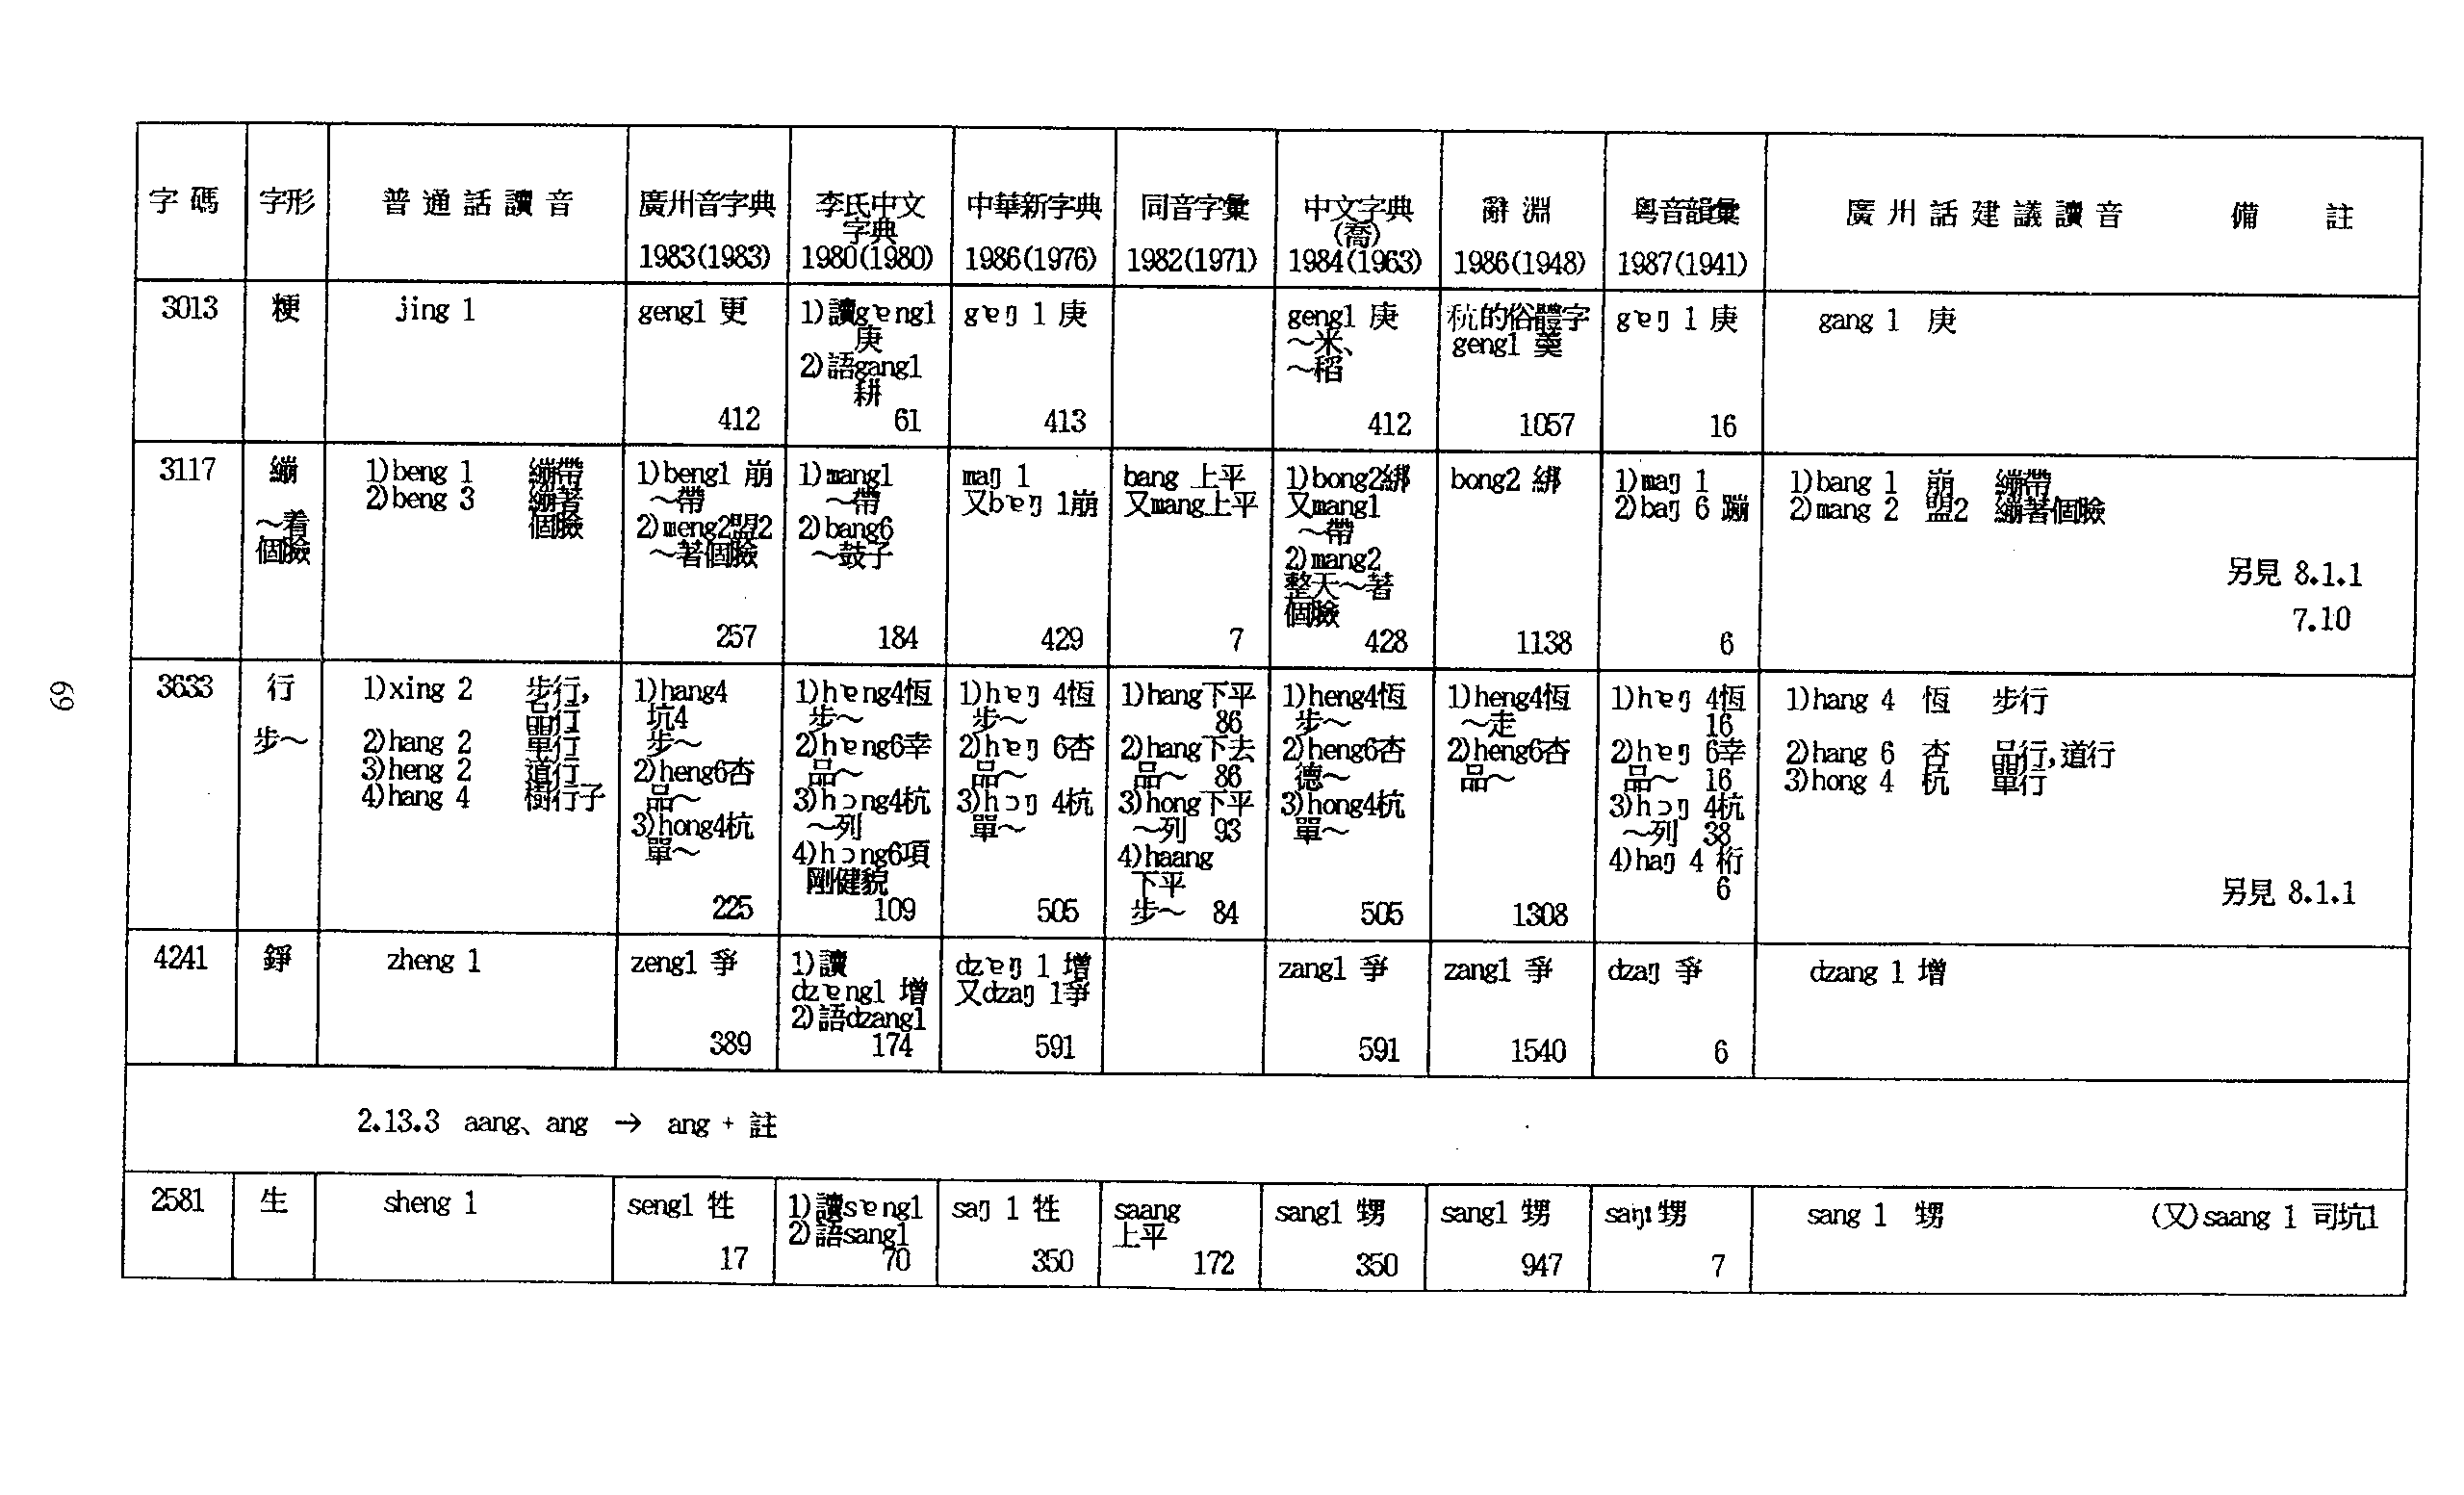 字碼 字形 普通話讀音 廣州音字典 1983(1983) 李氏中文字典 1980(1980) 中華新字典 1986(1976) 同音字彙 1982(1971) 中文字典(喬) 1984(1963) 辭淵 1986(1948) 粵音韻彙 1987(1941) 廣州話建議讀音 備註
3013 粳 jing 1
geng1 更
412
1)讀gɐng1
庚
2)語gang1
耕
61
gɐŋ 1 庚
413
geng1 庚
~米、
~稻
412
秔的俗體字
geng1 羹
1057
gɐŋ 1 庚
16
gang 1 庚
3117 繃
~着
個臉
1)beng 1 繃帶
2)beng 3 繃著
個臉
1)beng1 崩
~帶
2)meng2盟2
~著個臉
257
1)mang1
~帶
2)bang6
~鼓子
184
maŋ 1
又bɐŋ 1崩
429
bang 上平
又mang上平
7
1)bong2綁
又mang1
~帶
2)mang2
整天~著
個臉
428
bong2 綁
1138
1)maŋ 1
2)baŋ 6 蹦
6
1)bang 1 崩 繃帶
2)mang 2 盟2 繃著個臉
另見 8.1.1
7.10
3633 行
步~
1)xing 2 步行,
品行
2)hang 2 單行
3)heng 2 道行
4)hang 4 樹行子
1)hang4
坑4
步~
2)heng6杏
品~
3)hong4杭
單~
225
1)hɐng4恆
步~
2)hɐng6幸
品~
3)hɔng4杭
~列
4)hɔng6項
剛健貌
109
1)hɐŋ 4恆
步~
2)hɐŋ 6杏
品~
3)hɔŋ 4杭
單~
505
1)hang下平
86
2)hang下去
品~ 86
3)hong下平
~列 93
4)haang
下平
步~ 84
1)heng4恆
步~
2)heng6杏
德~
3)hong4杭
單~
505
1)heng4恆
~走
2)heng6杏
品~
1308
1)hɐŋ 4恆
16
2)hɐŋ 6幸
品~ 16
3)hɔŋ 4杭
~列 38
4)haŋ 4 桁
6
1)hang 4 恆 步行
2)hang 6 杏 品行,道行
3)hong 4 杭 單行
另見 8.1.1
4241 錚 zheng 1
zeng1 爭
389
1)讀
dzɐng1 增
2)語dzang1
174
dzɐŋ 1 增
又dzaŋ 1爭
591
zang1 爭
591
zang1 爭
1540
dzaŋ 爭
6
dzang 1 增
2.13.3 aang、ang → ang + 註
2581 生 sheng 1
seng1 牲
17
1)讀sɐng1
2)語sang1
70
saŋ 1 牲
350
saang
上平
172
sang1 甥
350
sang1 甥
947
saŋ1甥
7
sang 1 甥 (又)saang 1 司坑1
69